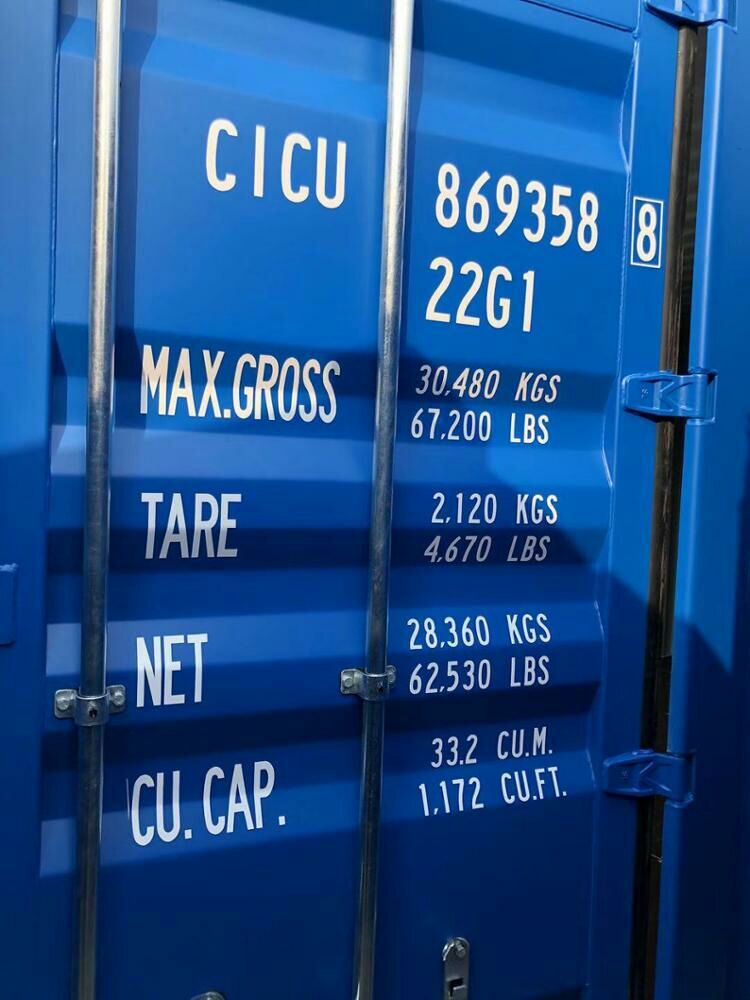 CICU 869358 8
22G1
MAX.GROSS 30,480 KGS
67,200 LBS
TARE 2,120 KGS
4,670 LBS
NET 28,360 KGS
62,530 LBS
CU. CAP. 33.2 CU.M.
1,172 CU.FT.